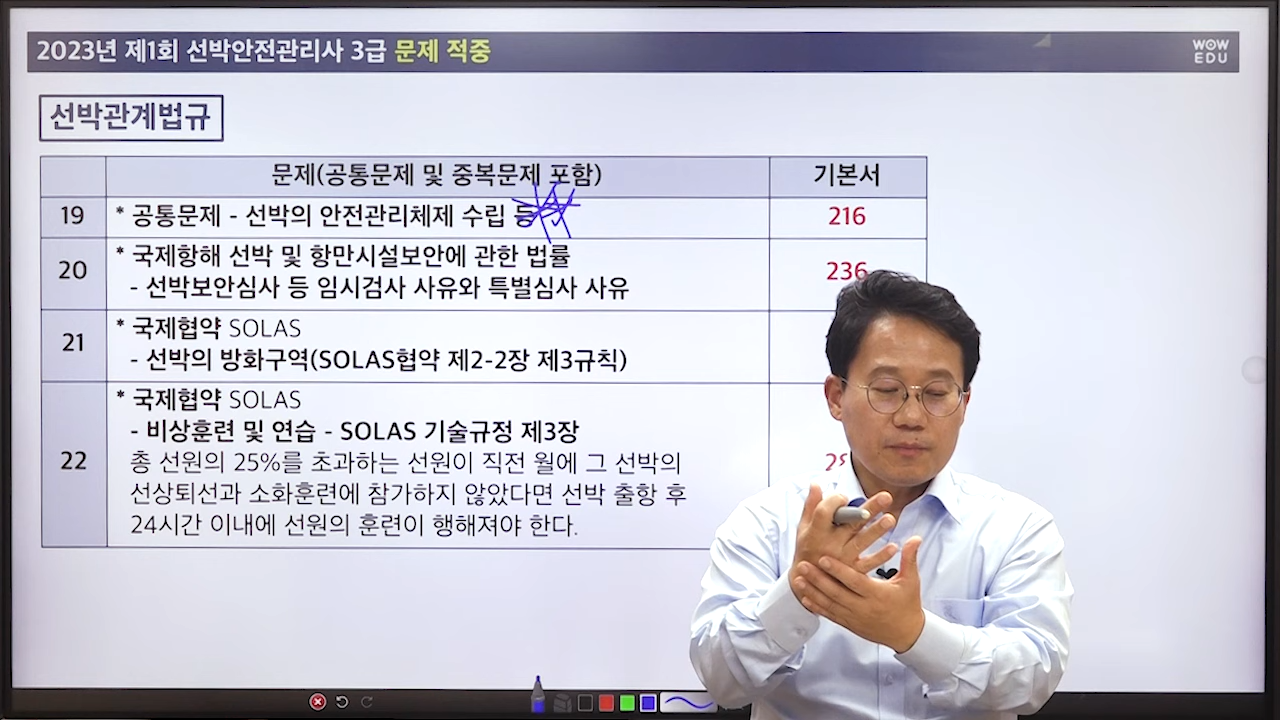 2023년 제1회 선박안전관리사 3급 문제 적중
WOW
EDU
선박관계법규
문제(공통문제 및 중복문제 포함) 기본서
19 * 공통문제 - 선박의 안전관리체제 수립 등 216
20 * 국제항해 선박 및 항만시설보안에 관한 법률 236
- 선박보안심사 등 임시검사 사유와 특별심사 사유
21 * 국제협약 SOLAS
- 선박의 방화구역(SOLAS협약 제2-2장 제3규칙)
22 * 국제협약 SOLAS
- 비상훈련 및 연습 - SOLAS 기술규정 제3장
총 선원의 25%를 초과하는 선원이 직전 월에 그 선박의
선상퇴선과 소화훈련에 참가하지 않았다면 선박 출항 후
24시간 이내에 선원의 훈련이 행해져야 한다.